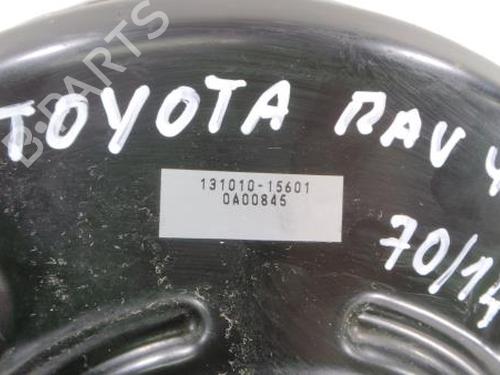 TOYOTA RAV 4
131010-15601
0A00845
70/14
B-PARTS